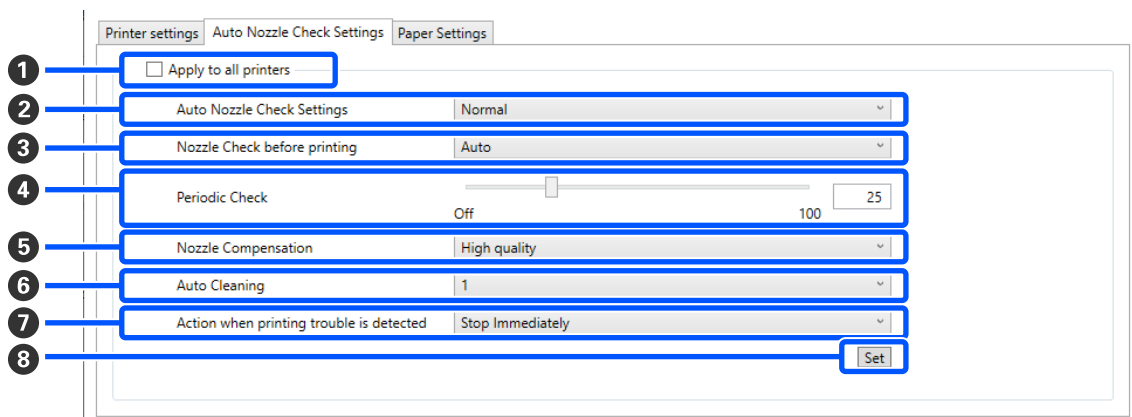 Printer settings Auto Nozzle Check Settings Paper Settings
1 Apply to all printers
2 Auto Nozzle Check Settings Normal
3 Nozzle Check before printing Auto
4 Periodic Check 25
Off 100
5 Nozzle Compensation High quality
6 Auto Cleaning 1
7 Action when printing trouble is detected Stop Immediately
8 Set